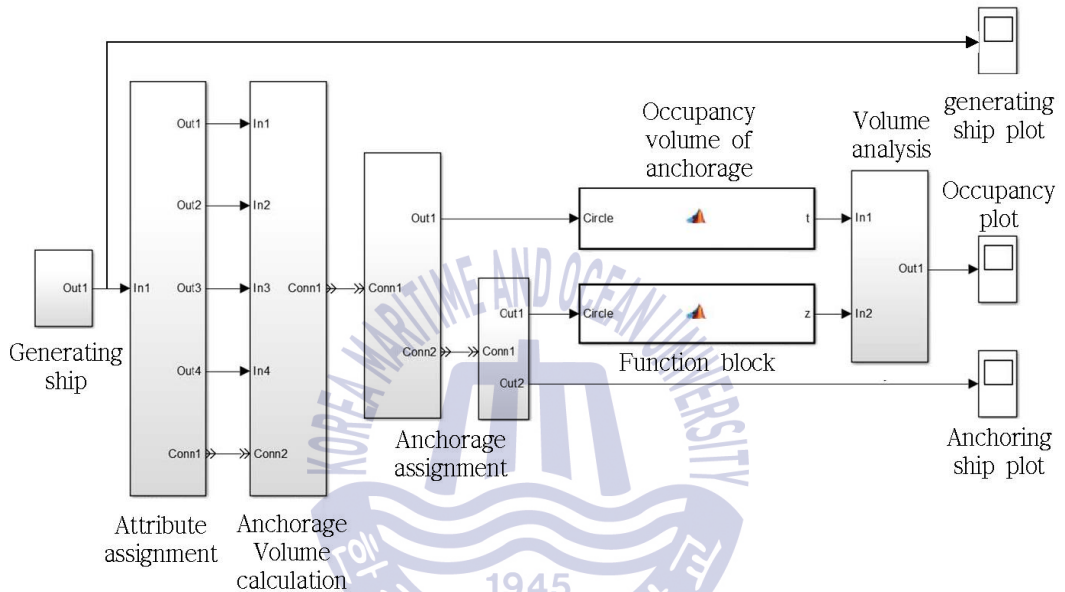 generating
ship plot
Occupancy
volume of
anchorage
Volume
analysis
Occupancy
plot
Out1
In1
Out1
In1
Out2
In2
Out1
Circle
t
In1
Out1
Out1
In1
Out3
In3
Conn1
Conn1
Out1
Circle
z
In2
Generating
ship
Conn2
Conn1
Function block
Out4
In4
Out2
Anchorage
assignment
Anchoring
ship plot
Conn1
Conn2
Attribute
assignment
Anchorage
Volume
calculation
KOREA MARITIME AND OCEAN UNIVERSITY
1945